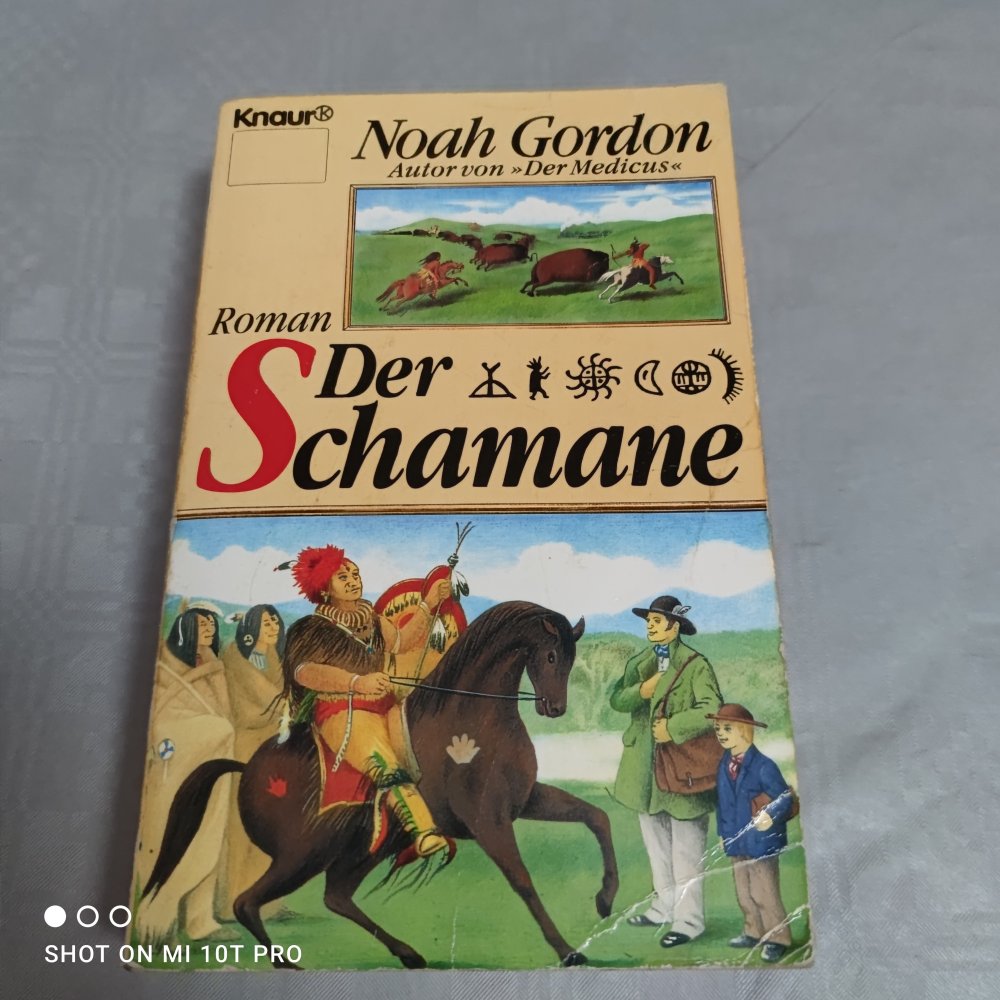 Knaur
Noah Gordon
Autor von »Der Medicus«
Roman
Der
Schamane
SHOT ON MI 10T PRO